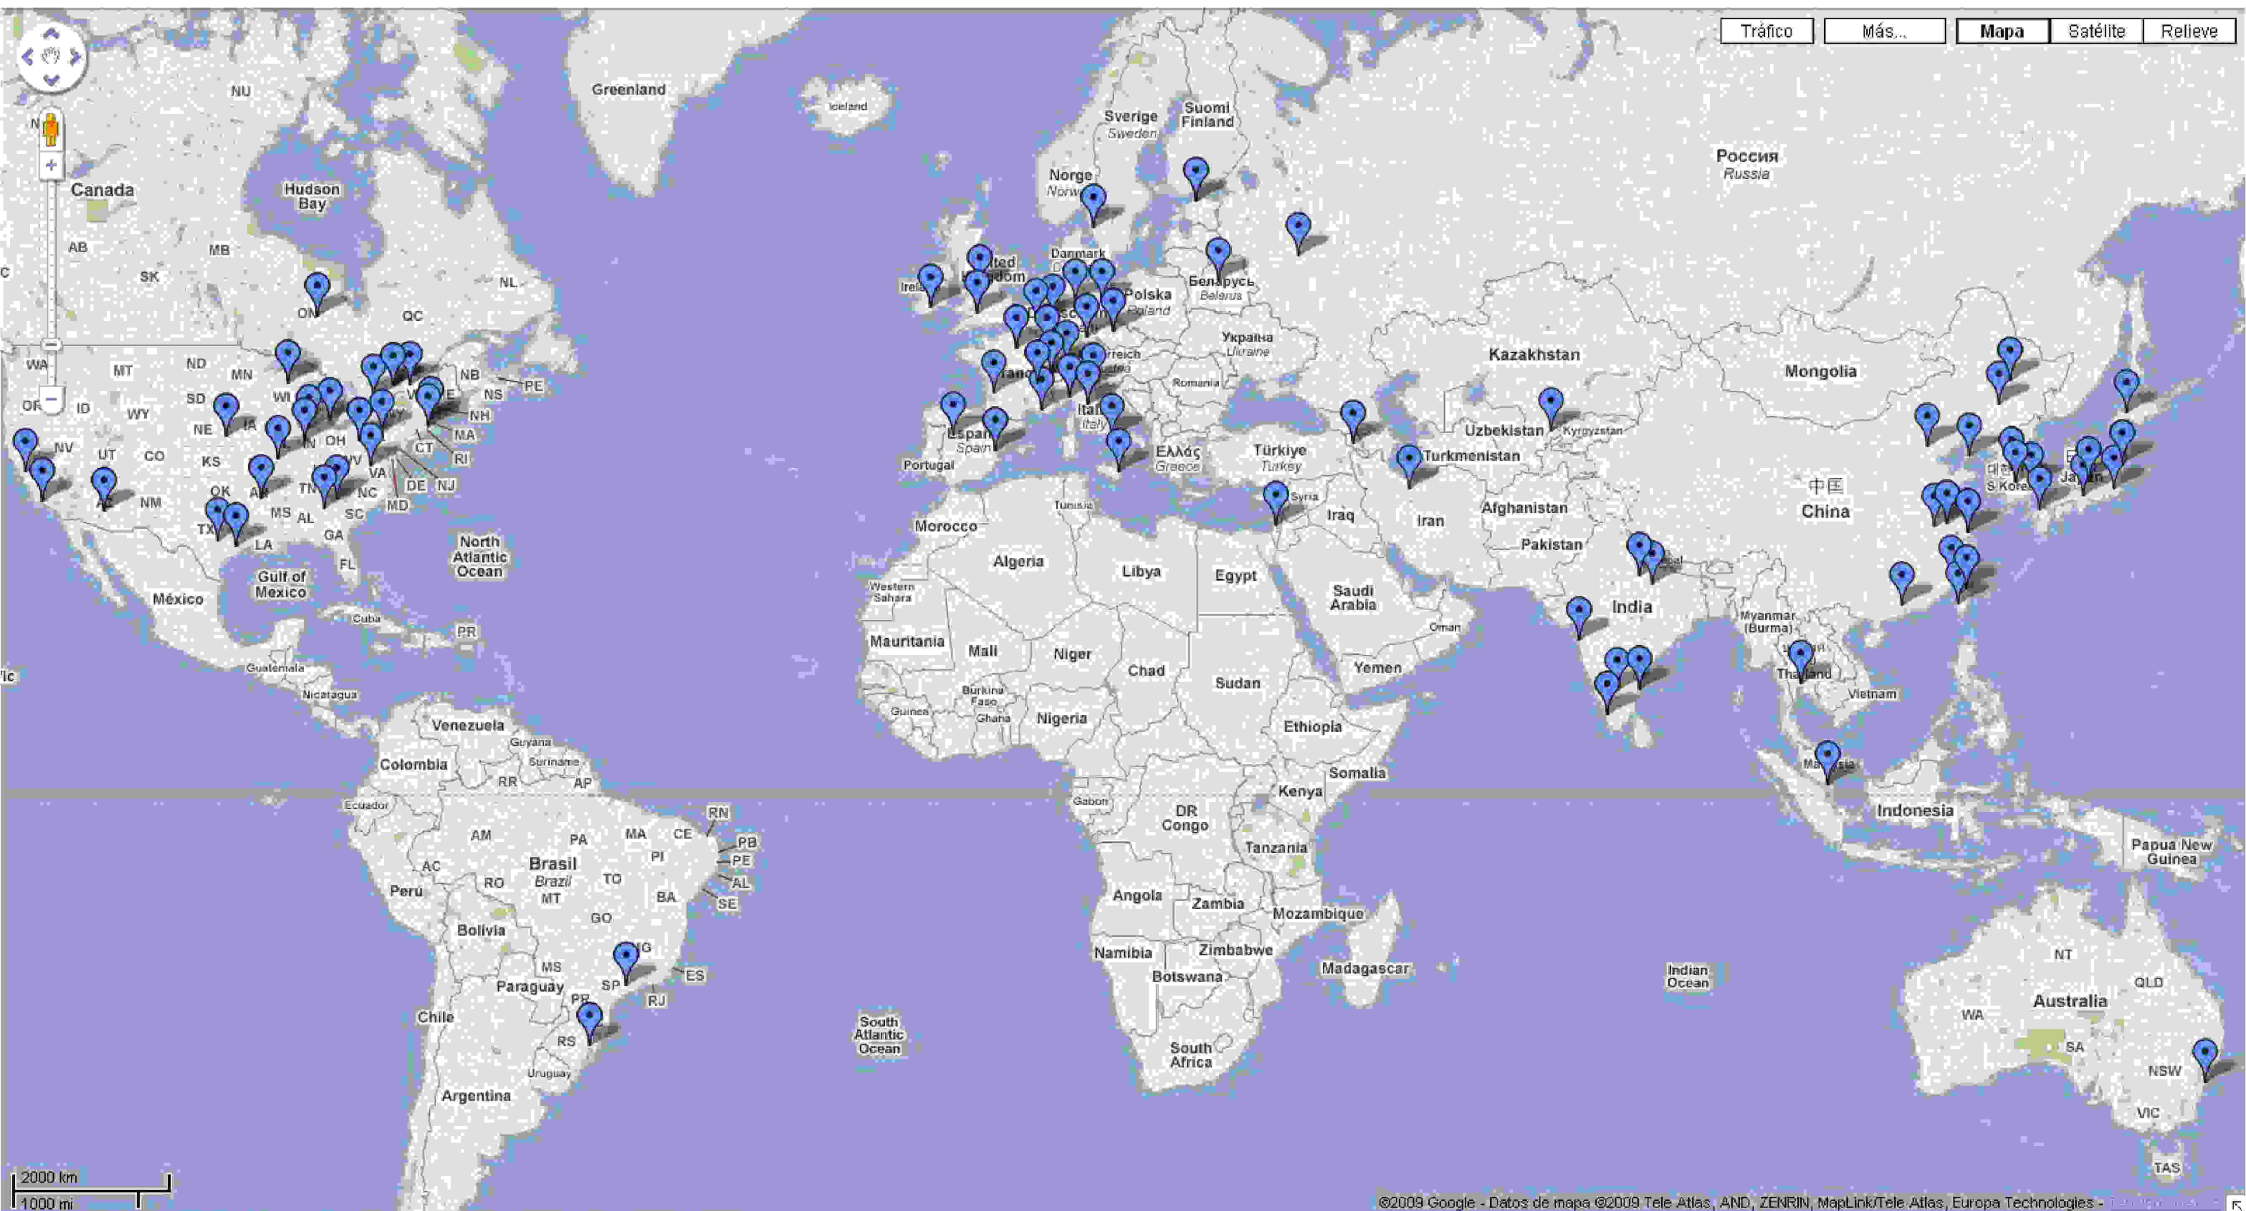 Tráfico
Más...
Mapa
Satélite
Relieve
Greenland
Iceland
NU
Canada
Hudson
Bay
AB
SK
MB
NL
QC
WA
MT
ND
MN
NB
PE
NS
ID
WY
SD
WI
NH
NE
IA
MA
NV
UT
CO
KS
OH
CT
RI
VA
DE
NJ
NM
OK
TN
NC
MD
TX
MS
AL
SC
LA
GA
FL
North
Atlantic
Ocean
Gulf of
Mexico
México
Cuba
PR
Guatemala
Nicaragua
Venezuela
Guyana
Suriname
Colombia
RR
AP
Ecuador
RN
AM
PA
MA
CE
PB
PI
PE
AC
Brasil
Brazil
RO
TO
AL
Perú
MT
BA
SE
GO
Bolivia
MS
SP
ES
Paraguay
PR
RJ
Chile
RS
Uruguay
Argentina
South
Atlantic
Ocean
Sverige
Sweden
Suomi
Finland
Norge
Россия
Russia
Danmark
Polska
Poland
Беларусь
Belarus
Україна
Ukraine
Romania
Italy
Spain
Portugal
Ελλάς
Greece
Türkiye
Turkey
Kazakhstan
Mongolia
Uzbekistan
Kyrgyzstan
Turkmenistan
Syria
Iraq
Iran
Afghanistan
Pakistan
中国
China
Tunisia
Morocco
Algeria
Libya
Egypt
Western
Sahara
Saudi
Arabia
Oman
India
Myanmar
(Burma)
Thailand
Vietnam
Mauritania
Mali
Niger
Chad
Sudan
Yemen
Burkina
Faso
Guinea
Ghana
Nigeria
Ethiopia
Somalia
Kenya
Gabon
DR
Congo
Tanzania
Angola
Zambia
Mozambique
Namibia
Zimbabwe
Botswana
Madagascar
South
Africa
Indian
Ocean
Indonesia
Papua New
Guinea
NT
QLD
Australia
WA
SA
NSW
VIC
TAS
2000 km
1000 mi
©2009 Google - Datos de mapa ©2009 Tele Atlas, AND, ZENRIN, MapLink/Tele Atlas, Europa Technologies -